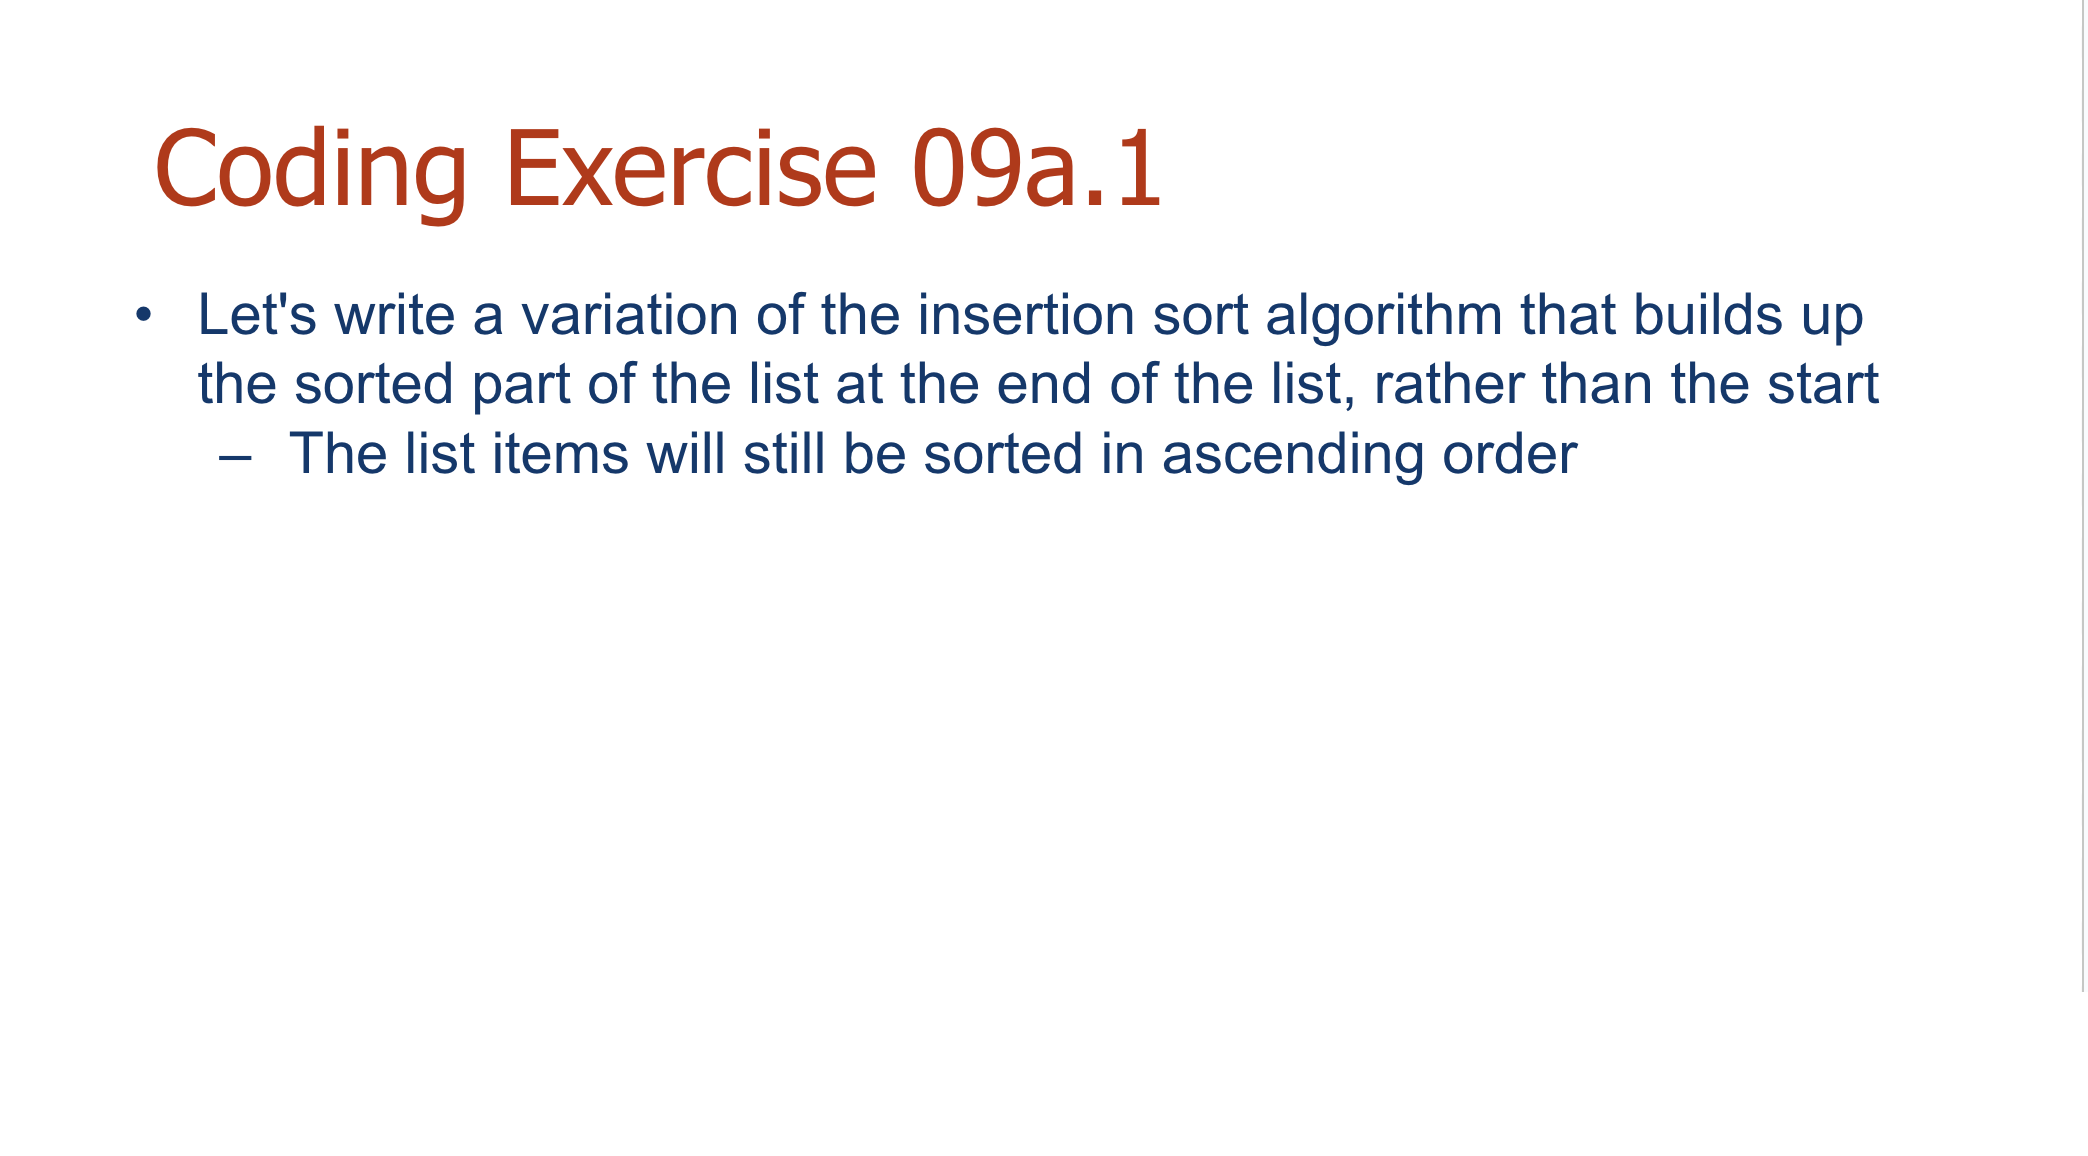 Coding Exercise 09a.1
• Let's write a variation of the insertion sort algorithm that builds up
the sorted part of the list at the end of the list, rather than the start
– The list items will still be sorted in ascending order